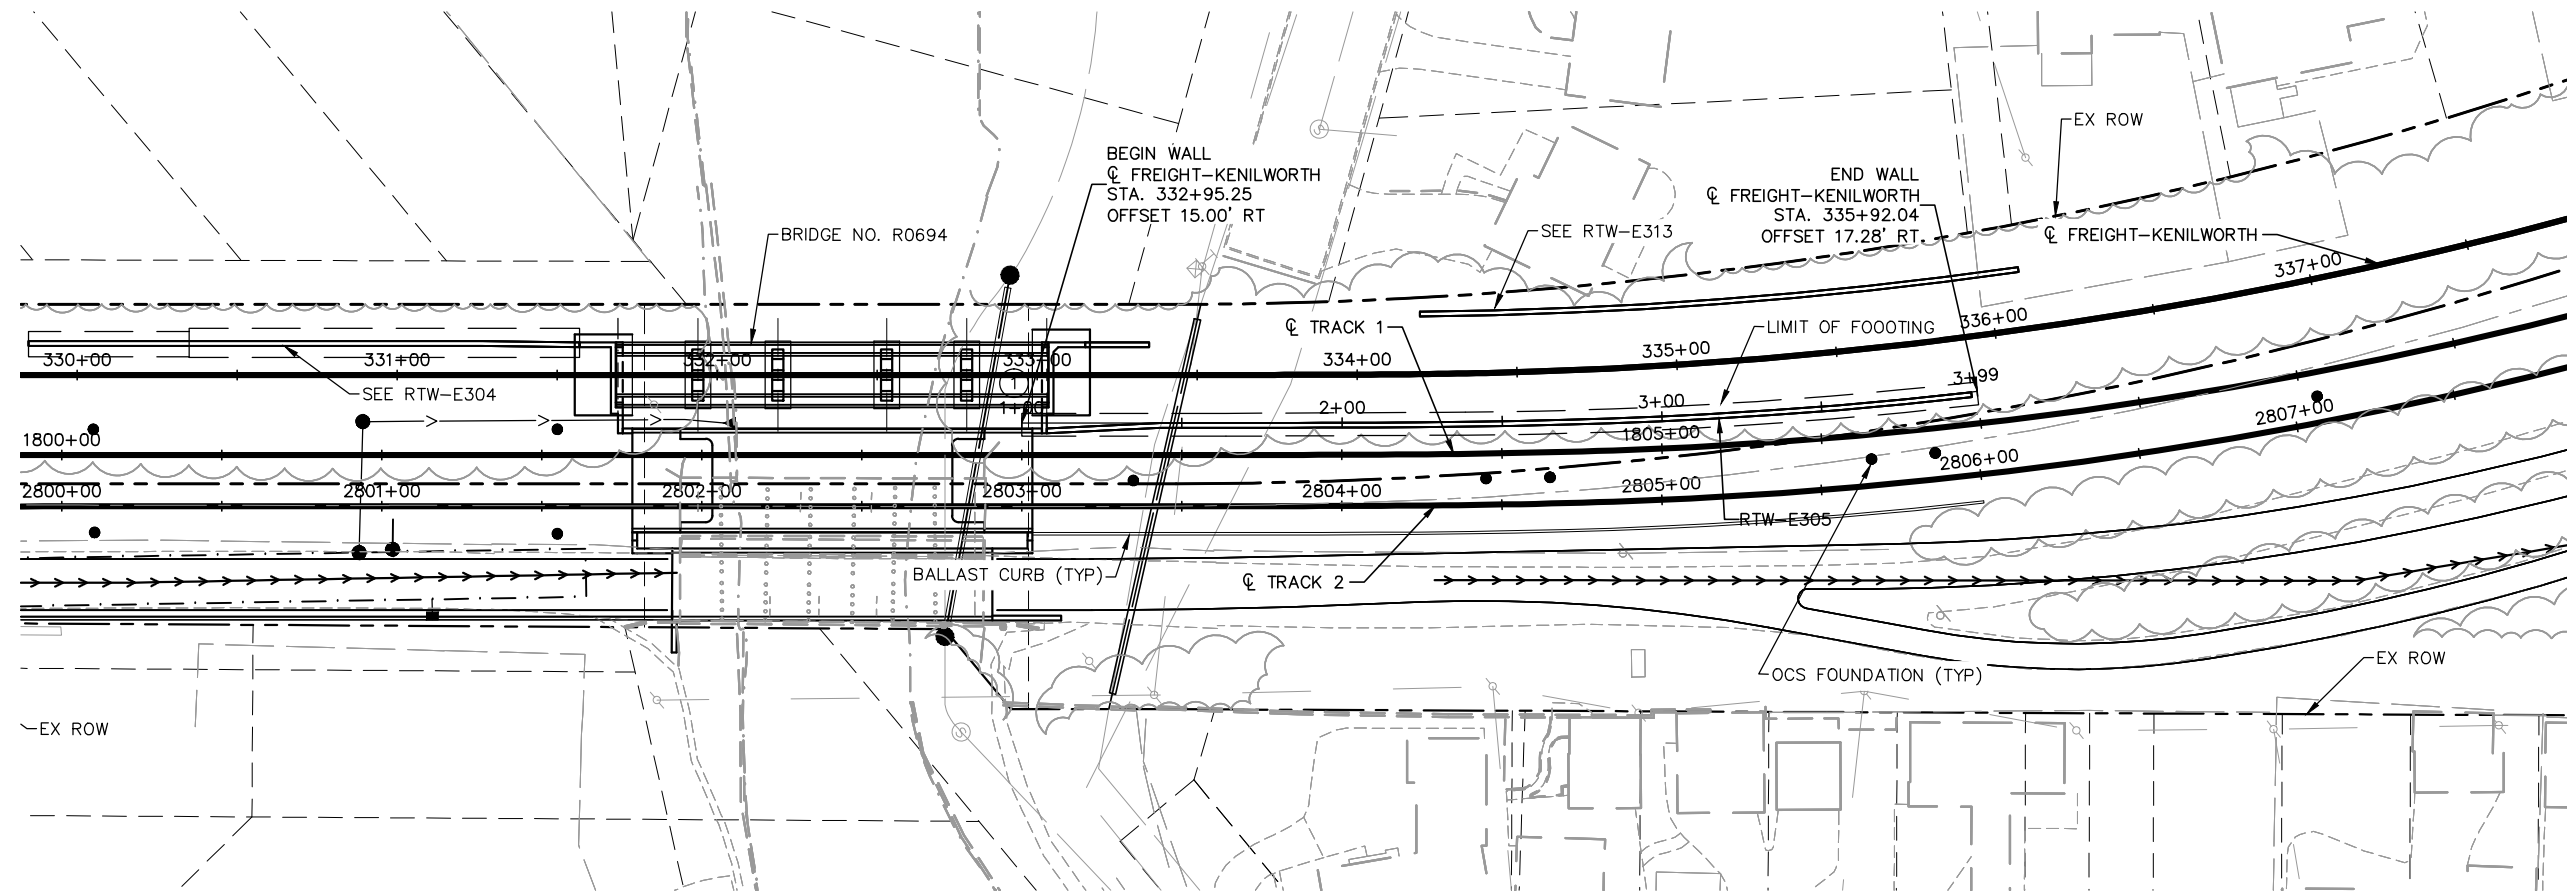 EX ROW
BEGIN WALL
℄ FREIGHT-KENILWORTH
STA. 332+95.25
OFFSET 15.00' RT
END WALL
℄ FREIGHT-KENILWORTH
STA. 335+92.04
OFFSET 17.28' RT
BRIDGE NO. R0694
SEE RTW-E313
℄ FREIGHT-KENILWORTH
337+00
S
℄ TRACK 1
LIMIT OF FOOOTING
336+00
330+00
331+00
332+00
333+00
334+00
335+00
1
SEE RTW-E304
3+99
1+00
2+00
3+00
1800+00
1805+00
2807+00
2800+00
2801+00
2802+00
2803+00
2804+00
2805+00
2806+00
RTW-E305
BALLAST CURB (TYP)
℄ TRACK 2
OCS FOUNDATION (TYP)
EX ROW
EX ROW
S